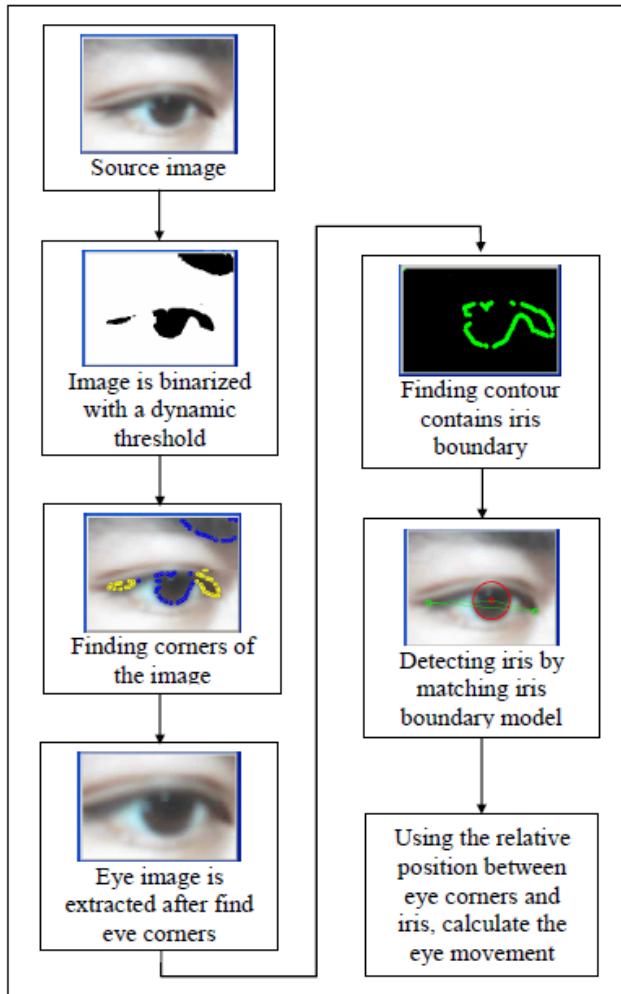 Source image
Image is binarized
with a dynamic
threshold
Finding corners of
the image
Eye image is
extracted after find
eye corners
Finding contour
contains iris
boundary
Detecting iris by
matching iris
boundary model
Using the relative
position between
eye corners and
iris, calculate the
eye movement